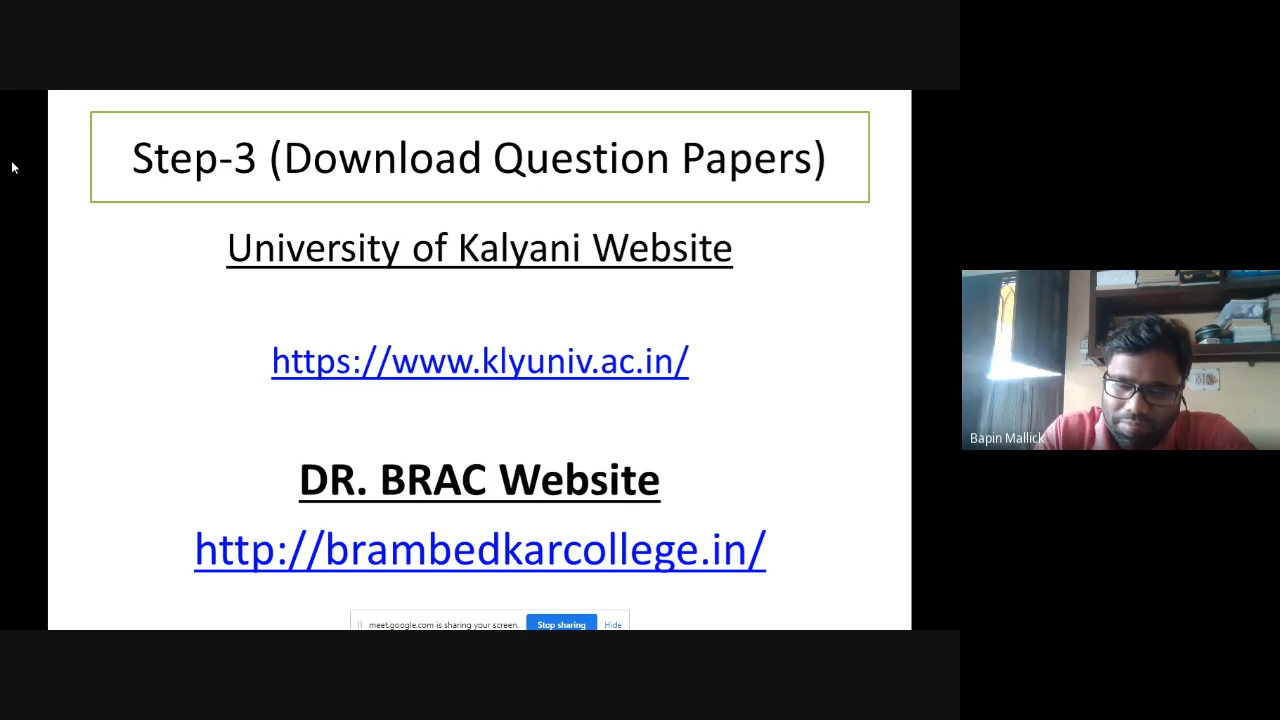 Step-3 (Download Question Papers)
University of Kalyani Website
https://www.klyuniv.ac.in/
DR. BRAC Website
http://brambedkarcollege.in/
meet.google.com is sharing your screen. Stop sharing Hide
Bapin Mallick